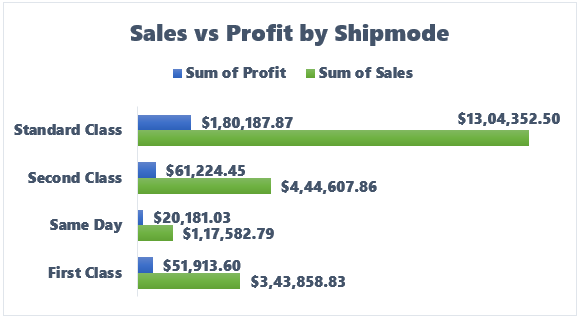 Sales vs Profit by Shipmode
Sum of Profit Sum of Sales
Standard Class
$1,80,187.87
$13,04,352.50
Second Class
$61,224.45
$4,44,607.86
Same Day
$20,181.03
$1,17,582.79
First Class
$51,913.60
$3,43,858.83